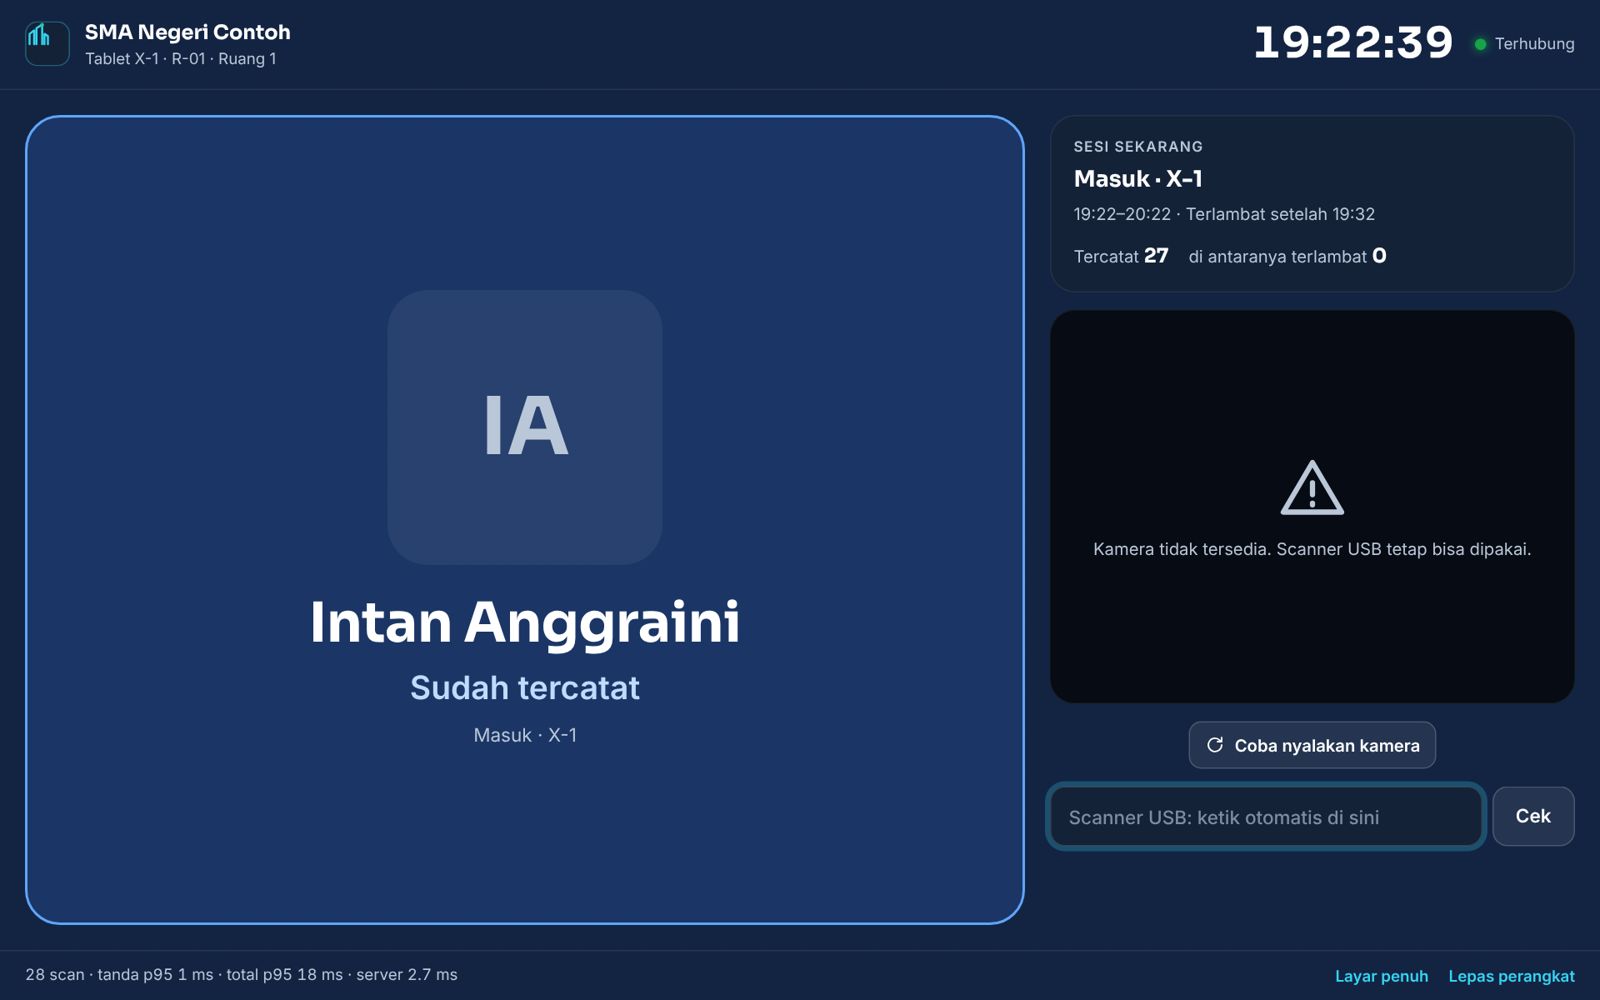 SMA Negeri Contoh
Tablet X-1 · R-01 · Ruang 1
19:22:39
Terhubung
IA
Intan Anggraini
Sudah tercatat
Masuk · X-1
SESI SEKARANG
Masuk · X-1
19:22–20:22 · Terlambat setelah 19:32
Tercatat 27 di antaranya terlambat 0
Kamera tidak tersedia. Scanner USB tetap bisa dipakai.
Coba nyalakan kamera
Scanner USB: ketik otomatis di sini
Cek
28 scan · tanda p95 1 ms · total p95 18 ms · server 2.7 ms
Layar penuh
Lepas perangkat